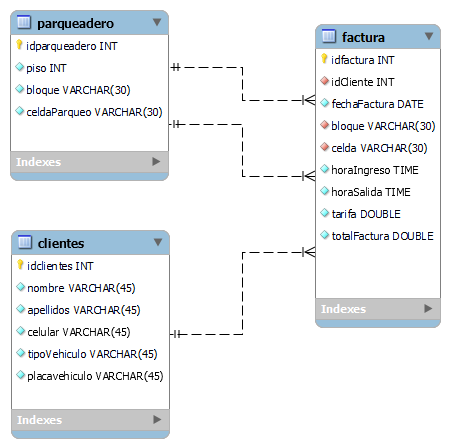 parqueadero
idparqueadero INT
piso INT
bloque VARCHAR(30)
celdaParqueo VARCHAR(30)
Indexes
factura
idfactura INT
idCliente INT
fechaFactura DATE
bloque VARCHAR(30)
celda VARCHAR(30)
horaIngreso TIME
horaSalida TIME
tarifa DOUBLE
totalFactura DOUBLE
Indexes
clientes
idclientes INT
nombre VARCHAR(45)
apellidos VARCHAR(45)
celular VARCHAR(45)
tipoVehiculo VARCHAR(45)
placavehiculo VARCHAR(45)
Indexes